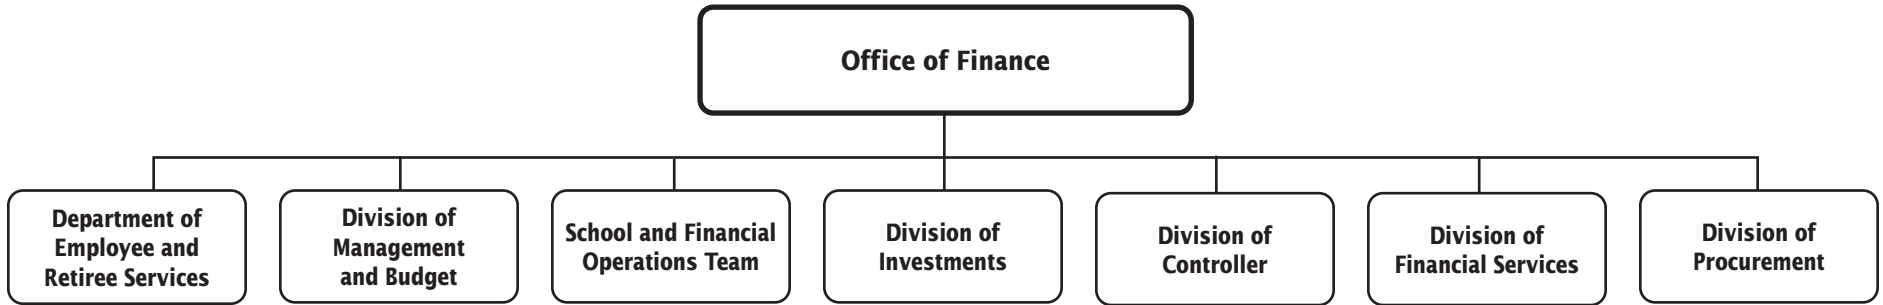 Office of Finance
Department of
Employee and
Retiree Services
Division of
Management
and Budget
School and Financial
Operations Team
Division of
Investments
Division of
Controller
Division of
Financial Services
Division of
Procurement